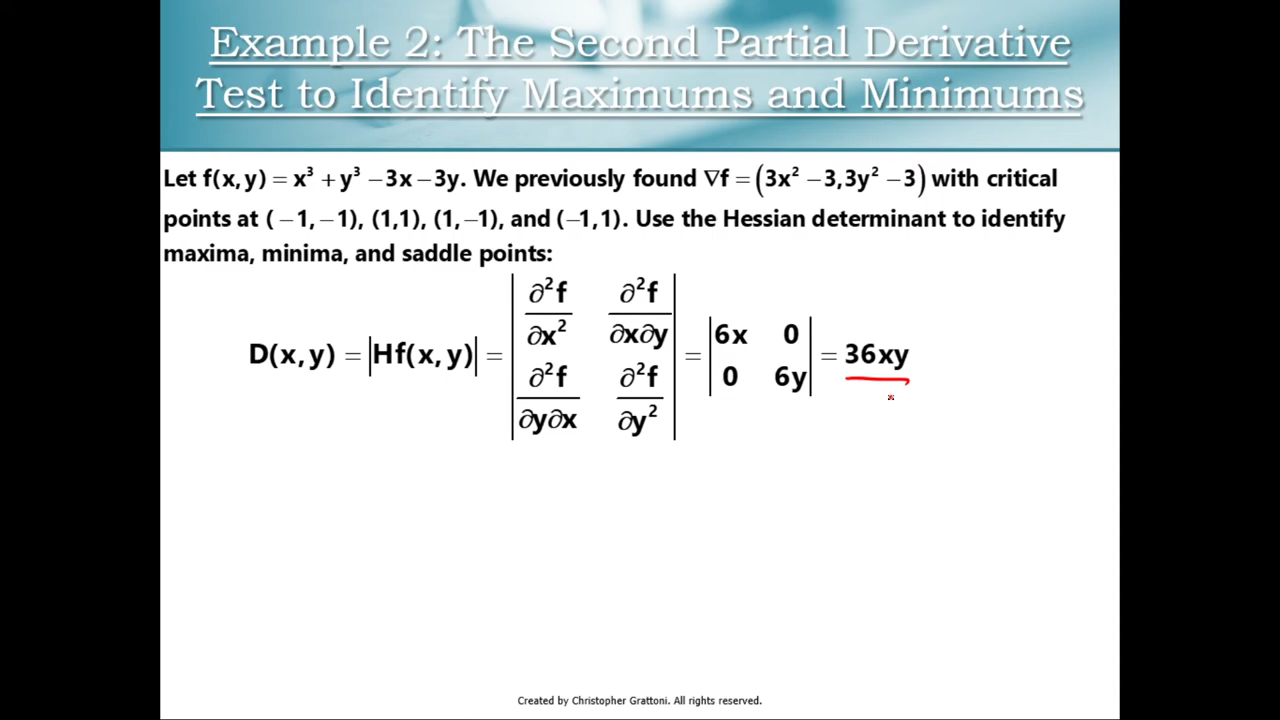 Example 2: The Second Partial Derivative
Test to Identify Maximums and Minimums
Let f(x, y) = x³ + y³ − 3x − 3y. We previously found ∇f = (3x² − 3, 3y² − 3) with critical
points at (−1, −1), (1,1), (1, −1), and (−1,1). Use the Hessian determinant to identify
maxima, minima, and saddle points:
D(x, y) = |Hf(x, y)| = | ∂²f/∂x² ∂²f/∂x∂y ; ∂²f/∂y∂x ∂²f/∂y² | = | 6x 0 ; 0 6y | = 36xy
Created by Christopher Grattoni. All rights reserved.